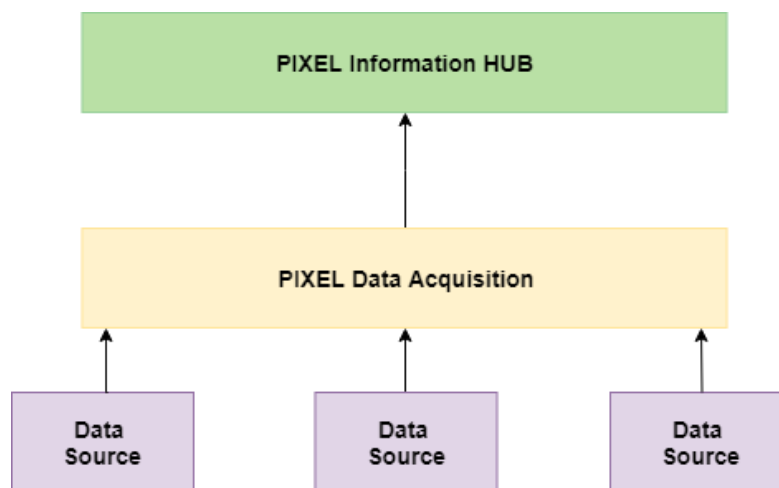 PIXEL Information HUB
PIXEL Data Acquisition
Data
Source
Data
Source
Data
Source